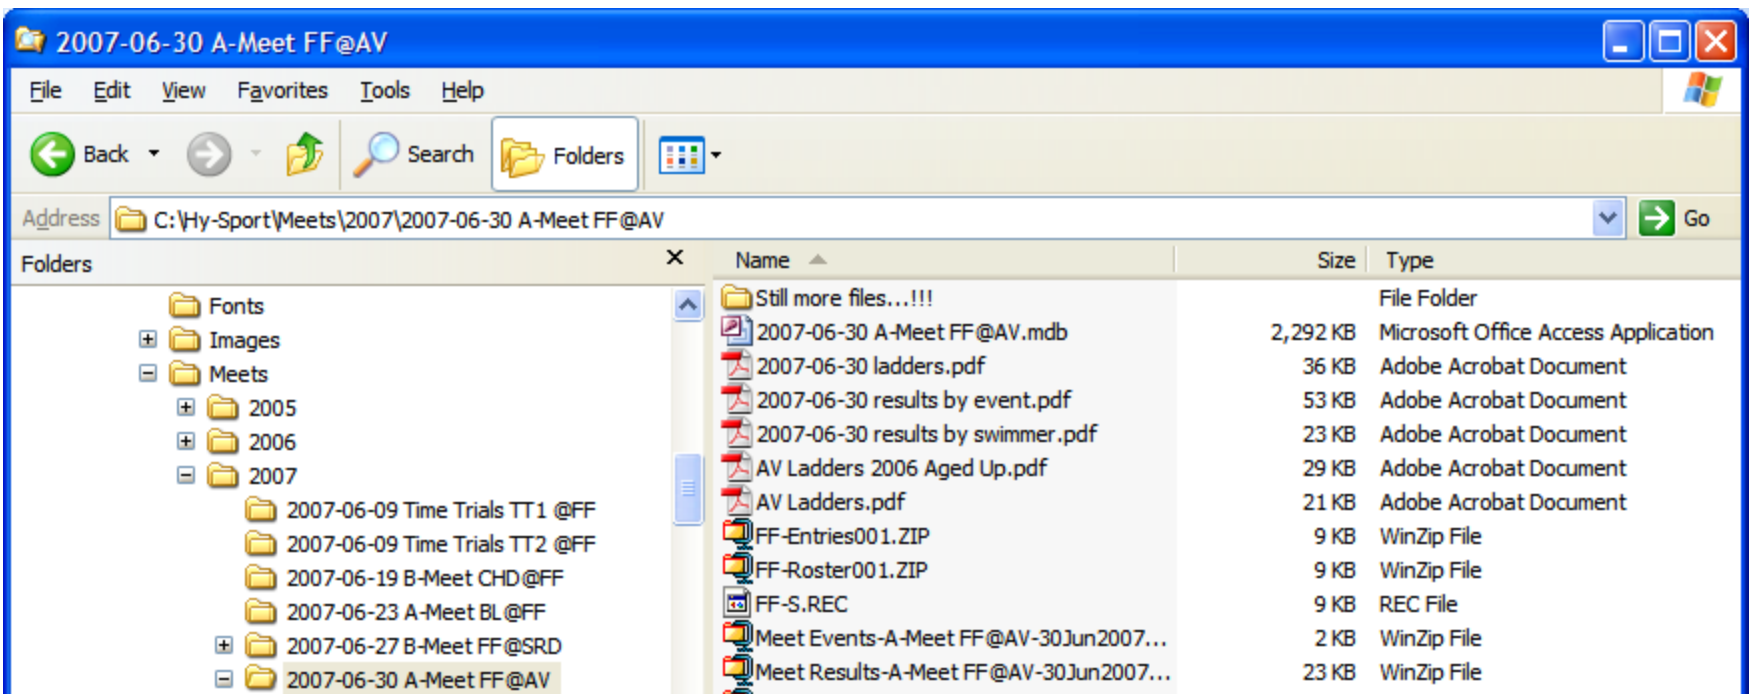 2007-06-30 A-Meet FF@AV
File Edit View Favorites Tools Help
Back Search Folders
Address C:\Hy-Sport\Meets\2007\2007-06-30 A-Meet FF@AV Go
Folders
Fonts
Images
Meets
2005
2006
2007
2007-06-09 Time Trials TT1 @FF
2007-06-09 Time Trials TT2 @FF
2007-06-19 B-Meet CHD@FF
2007-06-23 A-Meet BL@FF
2007-06-27 B-Meet FF@SRD
2007-06-30 A-Meet FF@AV
Name Size Type
Still more files...!!! File Folder
2007-06-30 A-Meet FF@AV.mdb 2,292 KB Microsoft Office Access Application
2007-06-30 ladders.pdf 36 KB Adobe Acrobat Document
2007-06-30 results by event.pdf 53 KB Adobe Acrobat Document
2007-06-30 results by swimmer.pdf 23 KB Adobe Acrobat Document
AV Ladders 2006 Aged Up.pdf 29 KB Adobe Acrobat Document
AV Ladders.pdf 21 KB Adobe Acrobat Document
FF-Entries001.ZIP 9 KB WinZip File
FF-Roster001.ZIP 9 KB WinZip File
FF-S.REC 9 KB REC File
Meet Events-A-Meet FF@AV-30Jun2007... 2 KB WinZip File
Meet Results-A-Meet FF@AV-30Jun2007... 23 KB WinZip File